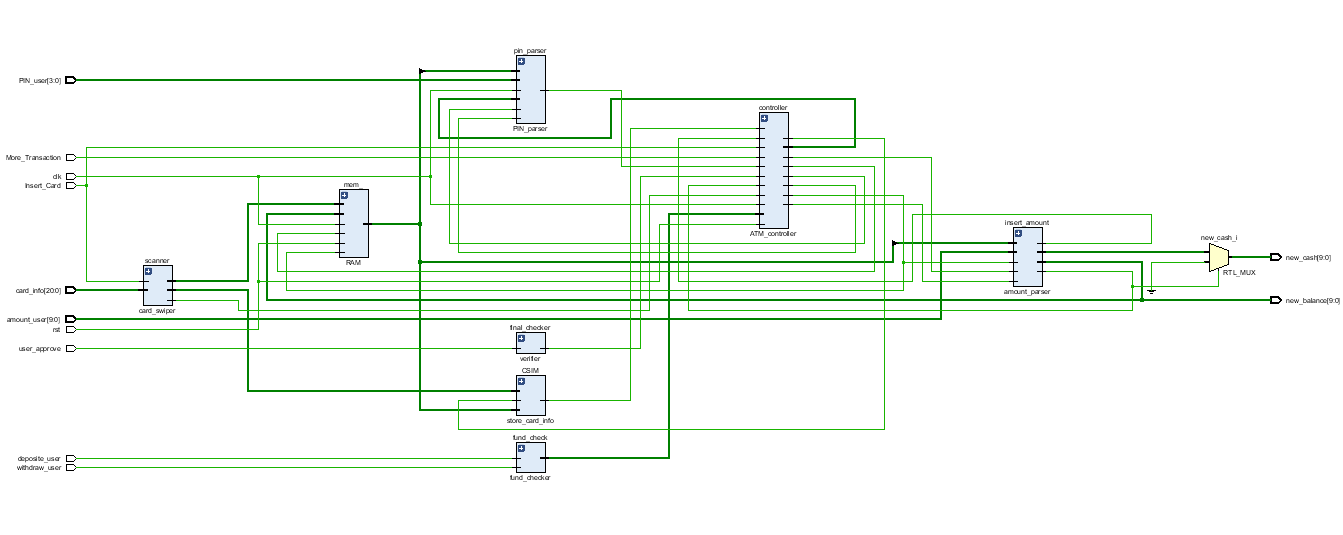 pin_parser
PIN_user[3:0]
controller
PIN_parser
More_Transaction
clk
Insert_Card
mem_
insert_amount
ATM_controller
new_cash_i
new_cash[9:0]
scanner
RAM
RTL_MUX
card_info[20:0]
amount_parser
new_balance[9:0]
card_swiper
amount_user[9:0]
rst
final_checker
user_approve
verifier
CSIM
store_card_info
fund_check
deposite_user
withdraw_user
fund_checker